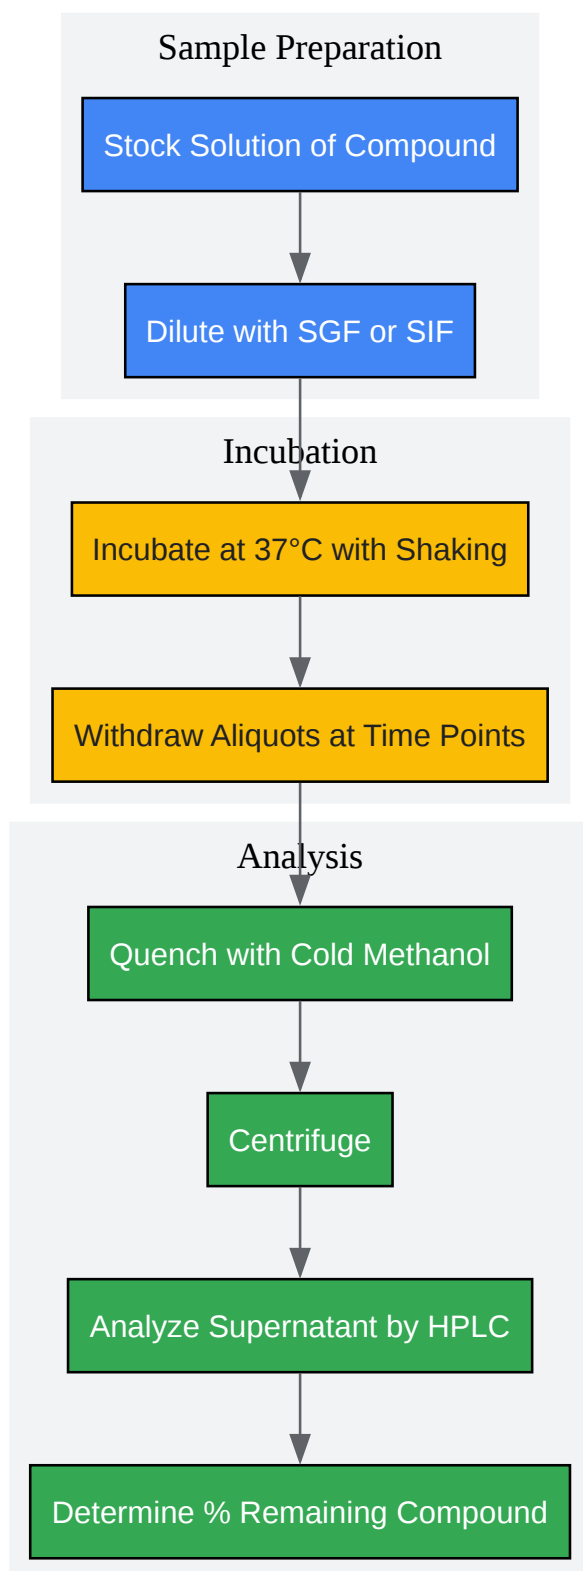 Sample Preparation
Stock Solution of Compound
Dilute with SGF or SIF
Incubation
Incubate at 37°C with Shaking
Withdraw Aliquots at Time Points
Analysis
Quench with Cold Methanol
Centrifuge
Analyze Supernatant by HPLC
Determine % Remaining Compound